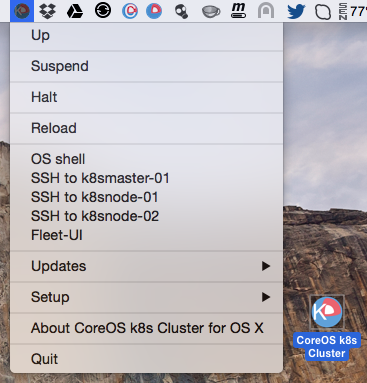 77%
Up
Suspend
Halt
Reload
OS shell
SSH to k8smaster-01
SSH to k8snode-01
SSH to k8snode-02
Fleet-UI
Updates
Setup
About CoreOS k8s Cluster for OS X
Quit
CoreOS k8s
Cluster